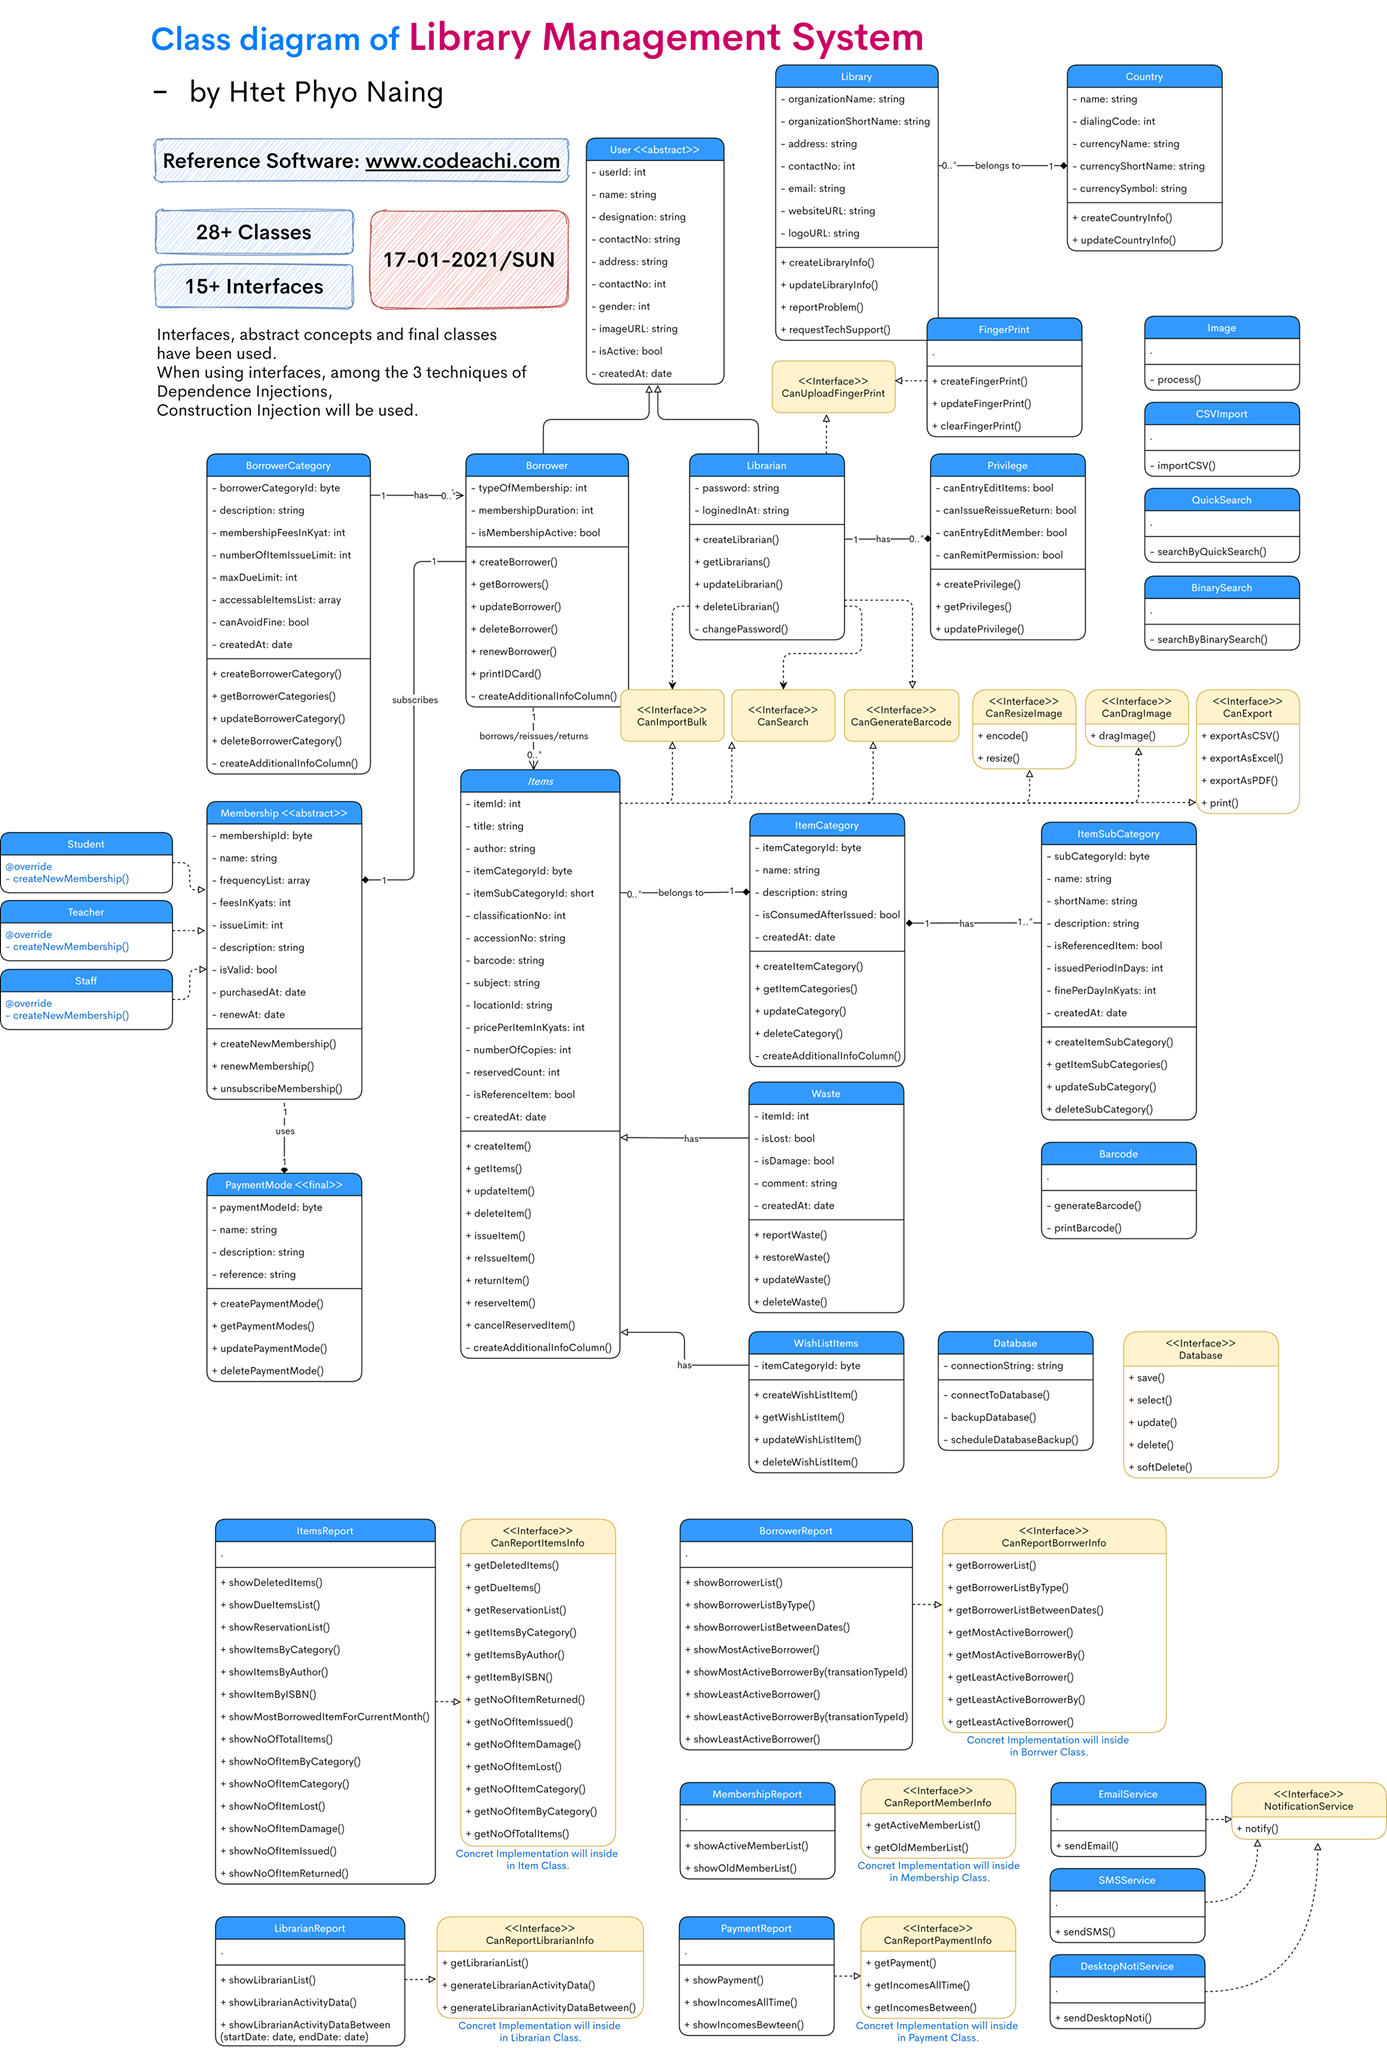 Class diagram of Library Management System
- by Htet Phyo Naing
Reference Software: www.codeachi.com
28+ Classes
15+ Interfaces
17-01-2021/SUN
Interfaces, abstract concepts and final classes
have been used.
When using interfaces, among the 3 techniques of
Dependence Injections,
Construction Injection will be used.
User <<abstract>>
- userId: int
- name: string
- designation: string
- contactNo: string
- address: string
- contactNo: int
- gender: int
- imageURL: string
- isActive: bool
- createdAt: date
Library
- organizationName: string
- organizationShortName: string
- address: string
- contactNo: int
- email: string
- websiteURL: string
- logoURL: string
+ createLibraryInfo()
+ updateLibraryInfo()
+ reportProblem()
+ requestTechSupport()
0..* belongs to 1
Country
- name: string
- dialingCode: int
- currencyName: string
- currencyShortName: string
- currencySymbol: string
+ createCountryInfo()
+ updateCountryInfo()
<<Interface>>
CanUploadFingerPrint
FingerPrint
.
+ createFingerPrint()
+ updateFingerPrint()
+ clearFingerPrint()
Image
.
- process()
CSVImport
.
- importCSV()
QuickSearch
.
- searchByQuickSearch()
BinarySearch
.
- searchByBinarySearch()
BorrowerCategory
- borrowerCategoryId: byte
- description: string
- membershipFeesInKyat: int
- numberOfItemIssueLimit: int
- maxDueLimit: int
- accessableItemsList: array
- canAvoidFine: bool
- createdAt: date
+ createBorrowerCategory()
+ getBorrowerCategories()
+ updateBorrowerCategory()
+ deleteBorrowerCategory()
- createAdditionalInfoColumn()
1 has 0..*
Borrower
- typeOfMembership: int
- membershipDuration: int
- isMembershipActive: bool
+ createBorrower()
+ getBorrowers()
+ updateBorrower()
+ deleteBorrower()
+ renewBorrower()
+ printIDCard()
- createAdditionalInfoColumn()
1
subscribes
1
Librarian
- password: string
- loginedInAt: string
+ createLibrarian()
+ getLibrarians()
+ updateLibrarian()
+ deleteLibrarian()
- changePassword()
1 has 0..*
Privilege
- canEntryEditItems: bool
- canIssueReissueReturn: bool
- canEntryEditMember: bool
- canRemitPermission: bool
+ createPrivilege()
+ getPrivileges()
+ updatePrivilege()
1
borrows/reissues/returns
0..*
<<Interface>>
CanImportBulk
<<Interface>>
CanSearch
<<Interface>>
CanGenerateBarcode
<<Interface>>
CanResizeImage
+ encode()
+ resize()
<<Interface>>
CanDragImage
+ dragImage()
<<Interface>>
CanExport
+ exportAsCSV()
+ exportAsExcel()
+ exportAsPDF()
+ print()
Student
@override
- createNewMembership()
Teacher
@override
- createNewMembership()
Staff
@override
- createNewMembership()
Membership <<abstract>>
- membershipId: byte
- name: string
- frequencyList: array
- feesInKyats: int
- issueLimit: int
- description: string
- isValid: bool
- purchasedAt: date
- renewAt: date
+ createNewMembership()
+ renewMembership()
+ unsubscribeMembership()
1
uses
1
PaymentMode <<final>>
- paymentModeId: byte
- name: string
- description: string
- reference: string
+ createPaymentMode()
+ getPaymentModes()
+ updatePaymentMode()
+ deletePaymentMode()
Items
- itemId: int
- title: string
- author: string
- itemCategoryId: byte
- itemSubCategoryId: short
- classificationNo: int
- accessionNo: string
- barcode: string
- subject: string
- locationId: string
- pricePerItemInKyats: int
- numberOfCopies: int
- reservedCount: int
- isReferenceItem: bool
- createdAt: date
+ createItem()
+ getItems()
+ updateItem()
+ deleteItem()
+ issueItem()
+ reIssueItem()
+ returnItem()
+ reserveItem()
+ cancelReservedItem()
- createAdditionalInfoColumn()
0..* belongs to 1
ItemCategory
- itemCategoryId: byte
- name: string
- description: string
- isConsumedAfterIssued: bool
- createdAt: date
+ createItemCategory()
+ getItemCategories()
+ updateCategory()
+ deleteCategory()
- createAdditionalInfoColumn()
1 has 1..*
ItemSubCategory
- subCategoryId: byte
- name: string
- shortName: string
- description: string
- isReferencedItem: bool
- issuedPeriodInDays: int
- finePerDayInKyats: int
- createdAt: date
+ createItemSubCategory()
+ getItemSubCategories()
+ updateSubCategory()
+ deleteSubCategory()
has
Waste
- itemId: int
- isLost: bool
- isDamage: bool
- comment: string
- createdAt: date
+ reportWaste()
+ restoreWaste()
+ updateWaste()
+ deleteWaste()
Barcode
.
- generateBarcode()
- printBarcode()
has
WishListItems
- itemCategoryId: byte
+ createWishListItem()
+ getWishListItem()
+ updateWishListItem()
+ deleteWishListItem()
Database
- connectionString: string
- connectToDatabase()
- backupDatabase()
- scheduleDatabaseBackup()
<<Interface>>
Database
+ save()
+ select()
+ update()
+ delete()
+ softDelete()
ItemsReport
.
+ showDeletedItems()
+ showDueItemsList()
+ showReservationList()
+ showItemsByCategory()
+ showItemsByAuthor()
+ showItemByISBN()
+ showMostBorrowedItemForCurrentMonth()
+ showNoOfTotalItems()
+ showNoOfItemByCategory()
+ showNoOfItemCategory()
+ showNoOfItemLost()
+ showNoOfItemDamage()
+ showNoOfItemIssued()
+ showNoOfItemReturned()
<<Interface>>
CanReportItemsInfo
+ getDeletedItems()
+ getDueItems()
+ getReservationList()
+ getItemsByCategory()
+ getItemsByAuthor()
+ getItemByISBN()
+ getNoOfItemReturned()
+ getNoOfItemIssued()
+ getNoOfItemDamage()
+ getNoOfItemLost()
+ getNoOfItemCategory()
+ getNoOfItemByCategory()
+ getNoOfTotalItems()
Concret Implementation will inside
in Item Class.
BorrowerReport
.
+ showBorrowerList()
+ showBorrowerListByType()
+ showBorrowerListBetweenDates()
+ showMostActiveBorrower()
+ showMostActiveBorrowerBy(transationTypeId)
+ showLeastActiveBorrower()
+ showLeastActiveBorrowerBy(transationTypeId)
+ showLeastActiveBorrower()
<<Interface>>
CanReportBorrwerInfo
+ getBorrowerList()
+ getBorrowerListByType()
+ getBorrowerListBetweenDates()
+ getMostActiveBorrower()
+ getMostActiveBorrowerBy()
+ getLeastActiveBorrower()
+ getLeastActiveBorrowerBy()
+ getLeastActiveBorrower()
Concret Implementation will inside
in Borrwer Class.
MembershipReport
.
+ showActiveMemberList()
+ showOldMemberList()
<<Interface>>
CanReportMemberInfo
+ getActiveMemberList()
+ getOldMemberList()
Concret Implementation will inside
in Membership Class.
EmailService
.
+ sendEmail()
<<Interface>>
NotificationService
+ notify()
SMSService
.
+ sendSMS()
DesktopNotiService
.
+ sendDesktopNoti()
LibrarianReport
.
+ showLibrarianList()
+ showLibrarianActivityData()
+ showLibrarianActivityDataBetween
(startDate: date, endDate: date)
<<Interface>>
CanReportLibrarianInfo
+ getLibrarianList()
+ generateLibrarianActivityData()
+ generateLibrarianActivityDataBetween()
Concret Implementation will inside
in Librarian Class.
PaymentReport
.
+ showPayment()
+ showIncomesAllTime()
+ showIncomesBewteen()
<<Interface>>
CanReportPaymentInfo
+ getPayment()
+ getIncomesAllTime()
+ getIncomesBetween()
Concret Implementation will inside
in Payment Class.